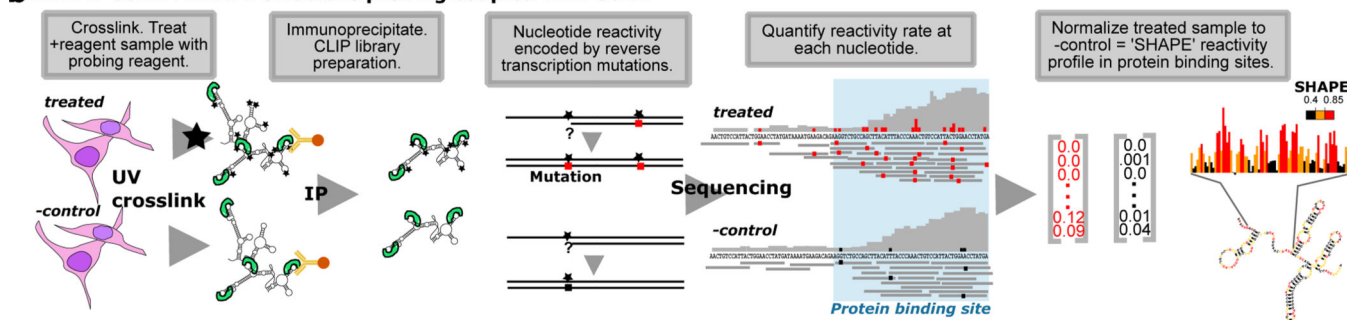 Crosslink. Treat
+reagent sample with
probing reagent.
Immunoprecipitate.
CLIP library
preparation.
Nucleotide reactivity
encoded by reverse
transcription mutations.
Quantify reactivity rate at
each nucleotide.
Normalize treated sample to
-control = 'SHAPE' reactivity
profile in protein binding sites.
treated
UV
crosslink
-control
IP
?
Mutation
?
Sequencing
treated
AACTGTCCATTACTGGAACCTATGATAAAATGAAGACAGAAGGTCTGCCAGCTTACATTTACCCAAACTGTCCATTACTGGAACCTATGA
-control
AACTGTCCATTACTGGAACCTATGATAAAATGAAGACAGAAGGTCTGCCAGCTTACATTTACCCAAACTGTCCATTACTGGAACCTATGA
Protein binding site
0.0
0.0
0.0
0.12
0.09
0.0
.001
0.0
0.01
0.04
SHAPE
0.4 0.85